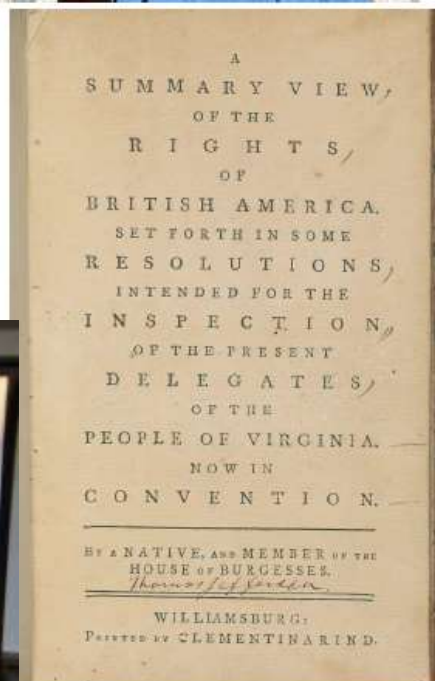 A
SUMMARY VIEW,
OF THE
RIGHTS,
OF
BRITISH AMERICA.
SET FORTH IN SOME
RESOLUTIONS,
INTENDED FOR THE
INSPECTION,
OF THE PRESENT
DELEGATES,
OF THE
PEOPLE OF VIRGINIA.
NOW IN
CONVENTION.
BY A NATIVE, AND MEMBER OF THE
HOUSE OF BURGESSES.
Thomas Jefferson.
WILLIAMSBURG:
PRINTED BY CLEMENTINA RIND.